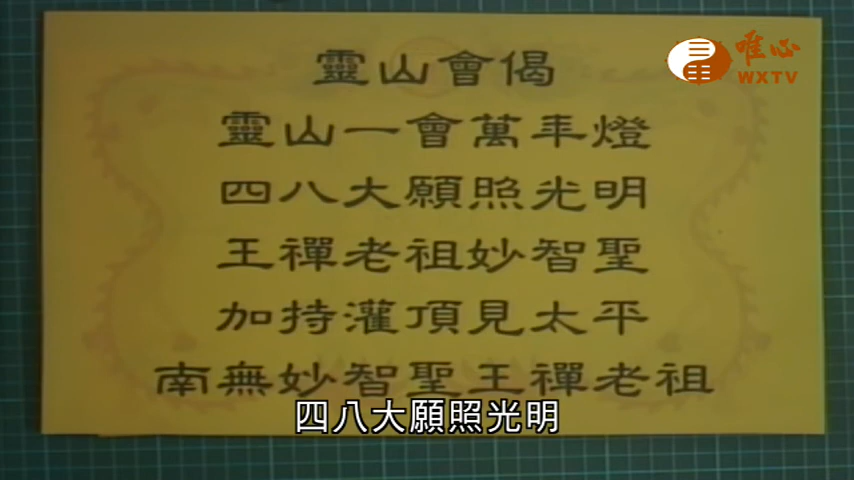 唯心
WXTV
靈山會偈
靈山一會萬年燈
四八大願照光明
王禪老祖妙智聖
加持灌頂見太平
南無妙智聖王禪老祖
四八大願照光明